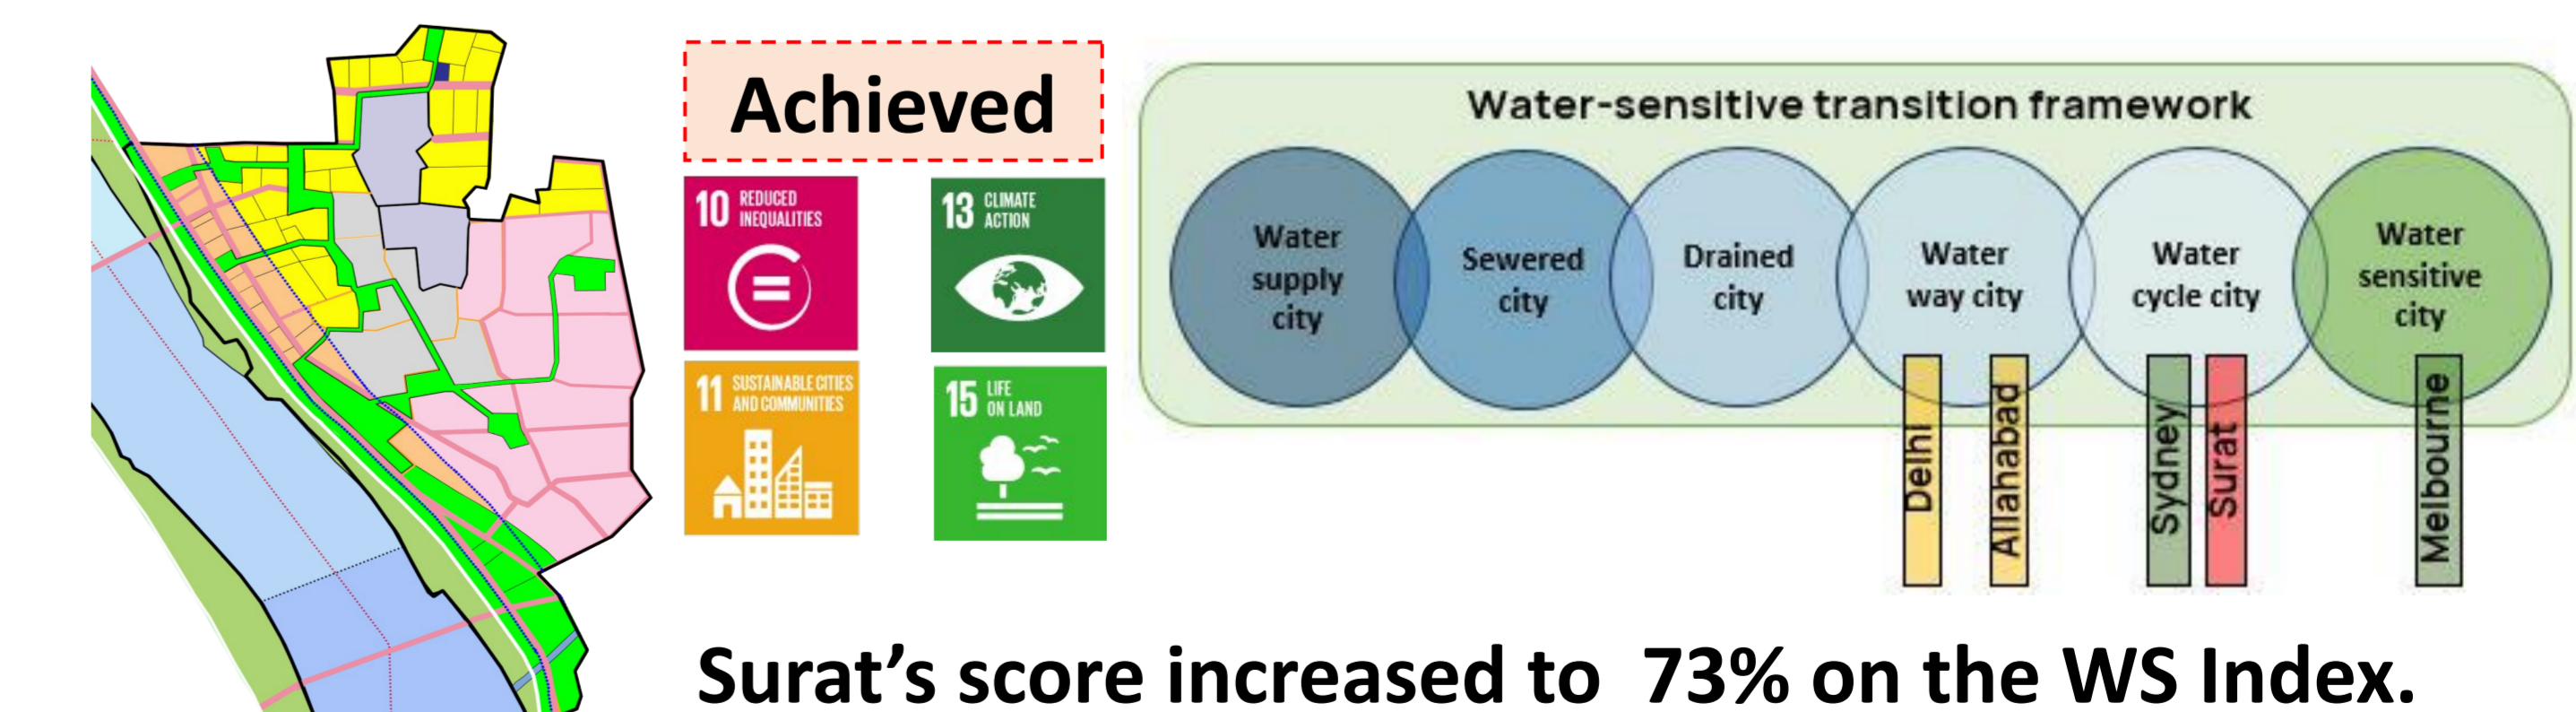 Achieved
10 REDUCED
INEQUALITIES
13 CLIMATE
ACTION
11 SUSTAINABLE CITIES
AND COMMUNITIES
15 LIFE
ON LAND
Water-sensitive transition framework
Water
supply
city
Sewered
city
Drained
city
Water
way city
Water
cycle city
Water
sensitive
city
Delhi
Allahabad
Sydney
Surat
Melbourne
Surat’s score increased to 73% on the WS Index.